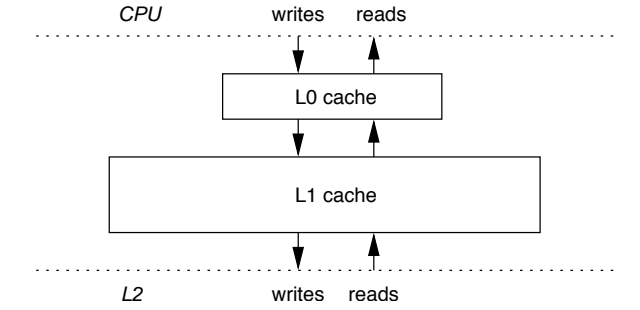 CPU writes reads
L0 cache
L1 cache
L2 writes reads